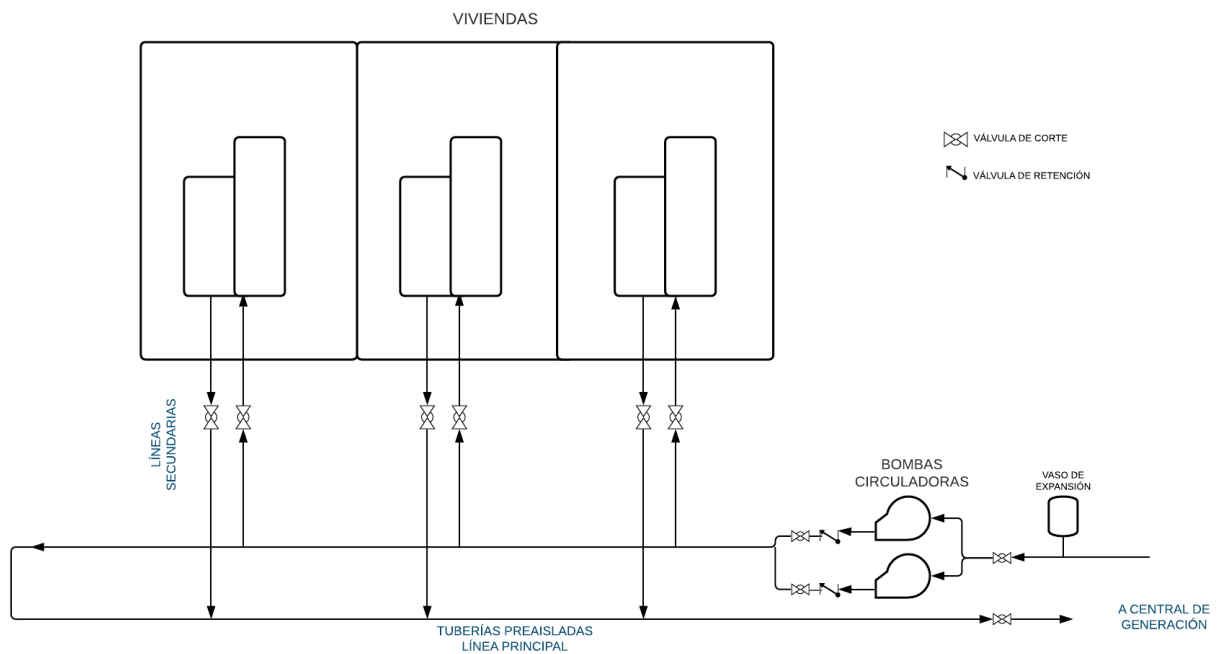 VIVIENDAS
VÁLVULA DE CORTE
VÁLVULA DE RETENCIÓN
LÍNEAS
SECUNDARIAS
BOMBAS
CIRCULADORAS
VASO DE
EXPANSIÓN
TUBERÍAS PREAISLADAS
LÍNEA PRINCIPAL
A CENTRAL DE
GENERACIÓN